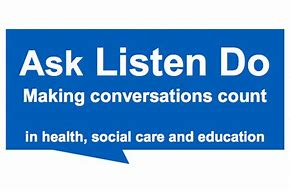 Ask Listen Do
Making conversations count
in health, social care and education